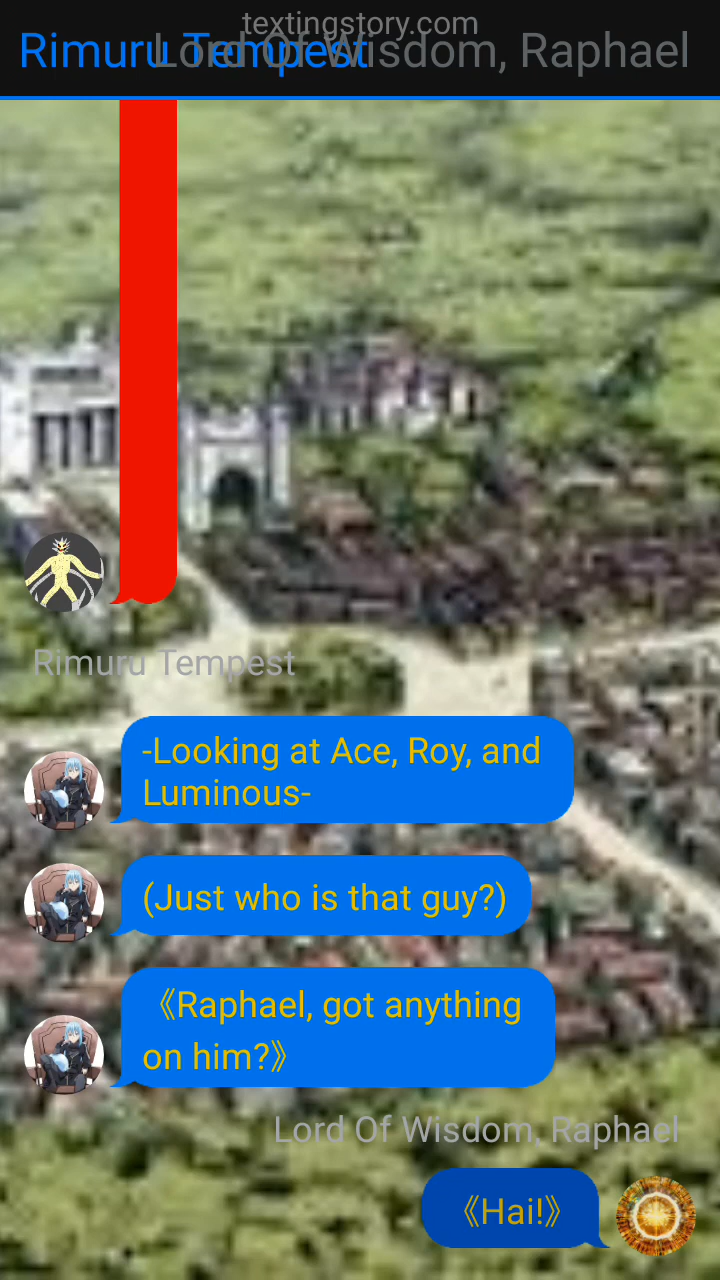 textingstory.com
Rimuru Tempest
Lord Of Wisdom, Raphael
Rimuru Tempest
-Looking at Ace, Roy, and
Luminous-
(Just who is that guy?)
《Raphael, got anything
on him?》
Lord Of Wisdom, Raphael
《Hai!》